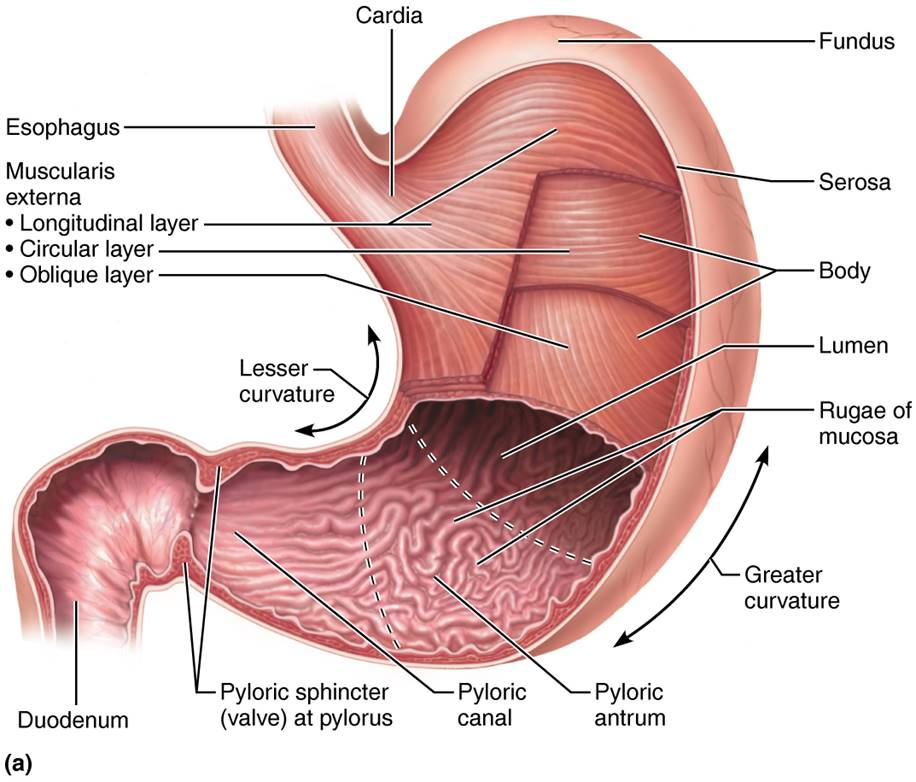 Cardia
Fundus
Esophagus
Muscularis
externa
• Longitudinal layer
• Circular layer
• Oblique layer
Serosa
Body
Lumen
Lesser
curvature
Rugae of
mucosa
Greater
curvature
Duodenum
Pyloric sphincter
(valve) at pylorus
Pyloric
canal
Pyloric
antrum
(a)